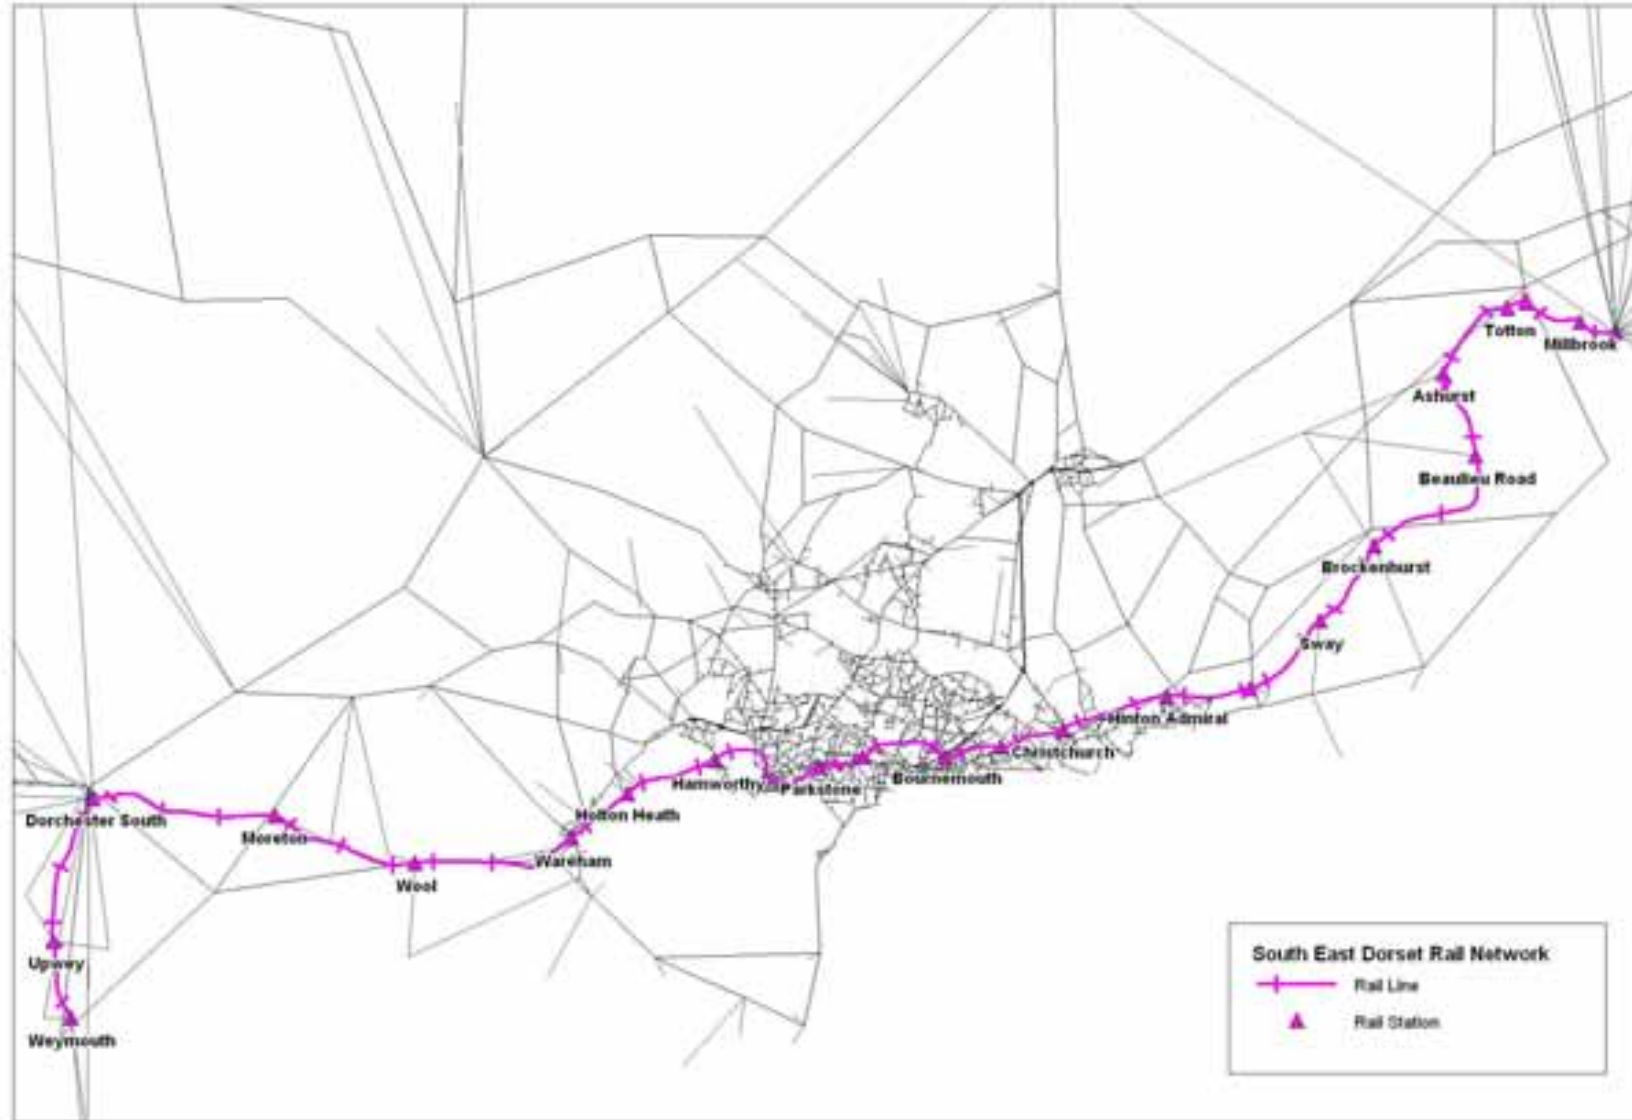 Totton
Millbrook
Ashurst
Beaulieu Road
Brockenhurst
Sway
Hinton Admiral
Christchurch
Bournemouth
Hamworthy
Parkstone
Holton Heath
Dorchester South
Moreton
Wareham
Wool
Upwey
Weymouth
South East Dorset Rail Network
Rail Line
Rail Station